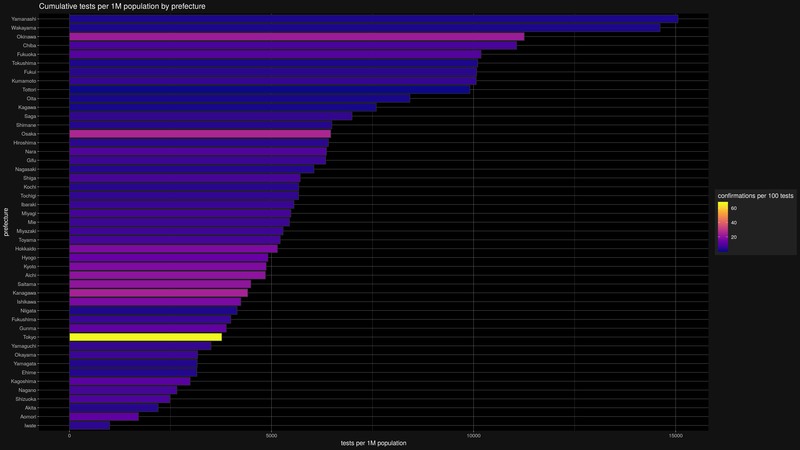 Cumulative tests per 1M population by prefecture
Yamanashi
Wakayama
Okinawa
Chiba
Fukuoka
Tokushima
Fukui
Kumamoto
Tottori
Oita
Kagawa
Saga
Shimane
Osaka
Hiroshima
Nara
Gifu
Nagasaki
Shiga
Kochi
Tochigi
Ibaraki
Miyagi
Mie
Miyazaki
Toyama
Hokkaido
Hyogo
Kyoto
Aichi
Saitama
Kanagawa
Ishikawa
Niigata
Fukushima
Gunma
Tokyo
Yamaguchi
Okayama
Yamagata
Ehime
Kagoshima
Nagano
Shizuoka
Akita
Aomori
Iwate
prefecture
0 5000 10000 15000
tests per 1M population
confirmations per 100 tests
60
40
20